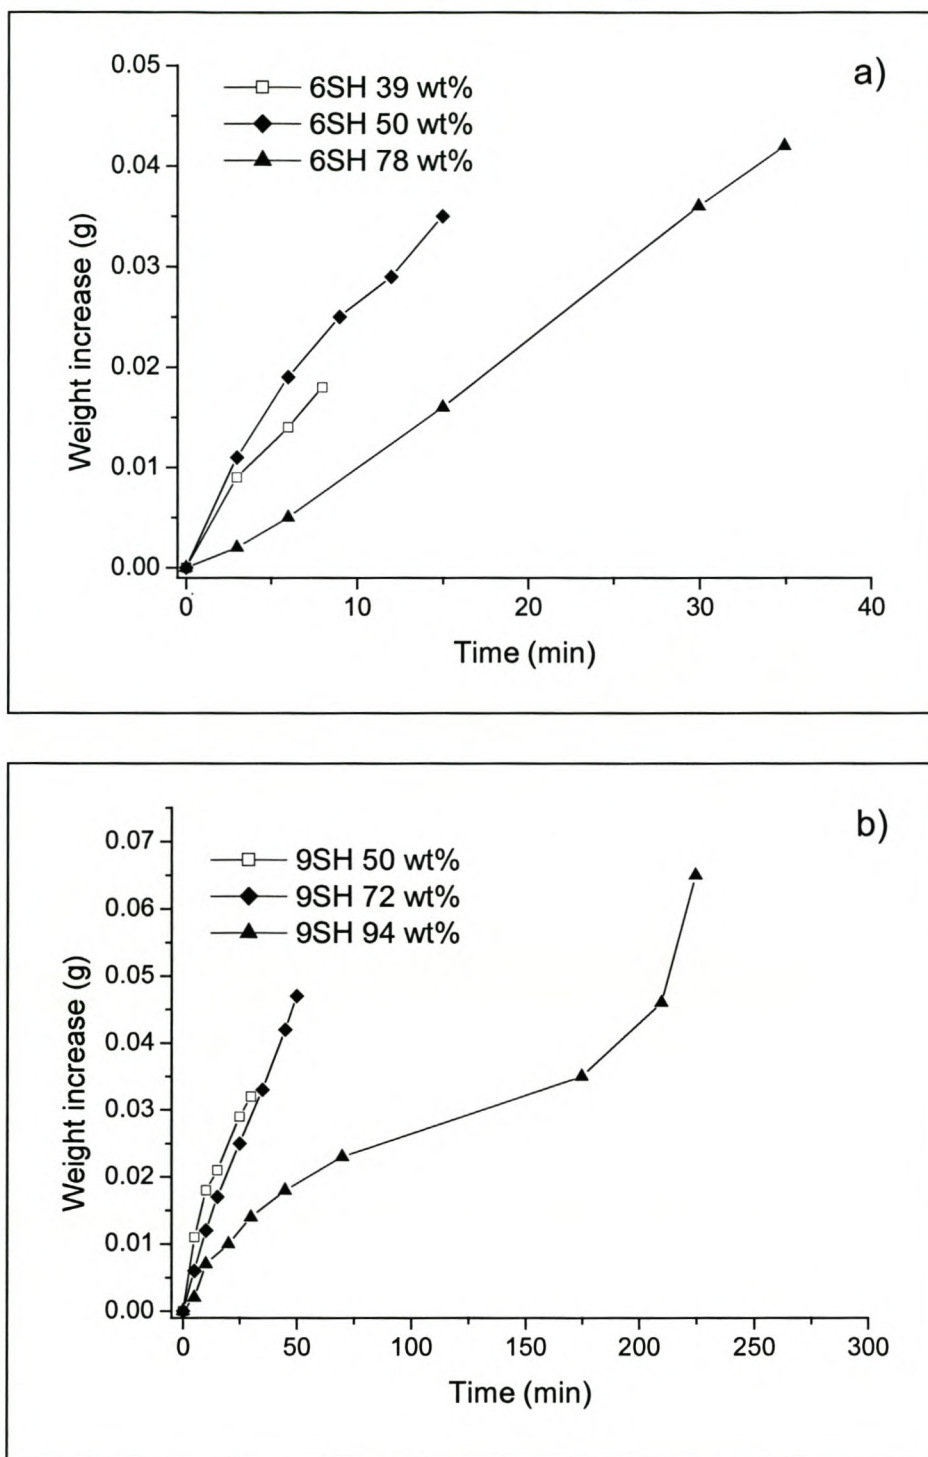 a)
6SH 39 wt%
6SH 50 wt%
6SH 78 wt%
0.05
0.04
0.03
0.02
0.01
0.00
Weight increase (g)
0
10
20
30
40
Time (min)
b)
9SH 50 wt%
9SH 72 wt%
9SH 94 wt%
0.07
0.06
0.05
0.04
0.03
0.02
0.01
0.00
Weight increase (g)
0
50
100
150
200
250
300
Time (min)